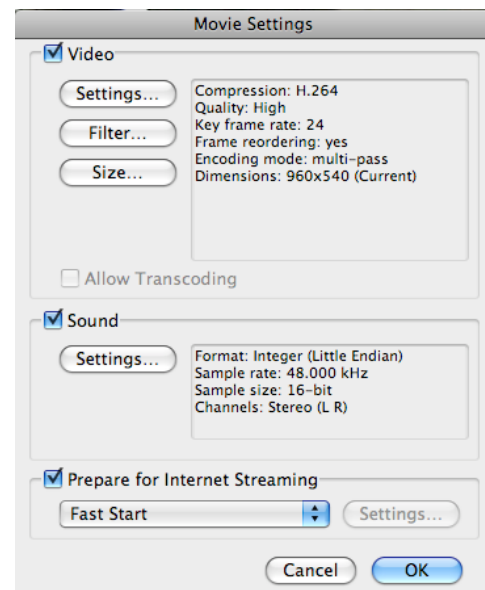 Movie Settings
Video
Settings...
Filter...
Size...
Compression: H.264
Quality: High
Key frame rate: 24
Frame reordering: yes
Encoding mode: multi-pass
Dimensions: 960x540 (Current)
Allow Transcoding
Sound
Settings...
Format: Integer (Little Endian)
Sample rate: 48.000 kHz
Sample size: 16-bit
Channels: Stereo (L R)
Prepare for Internet Streaming
Fast Start
Settings...
Cancel
OK